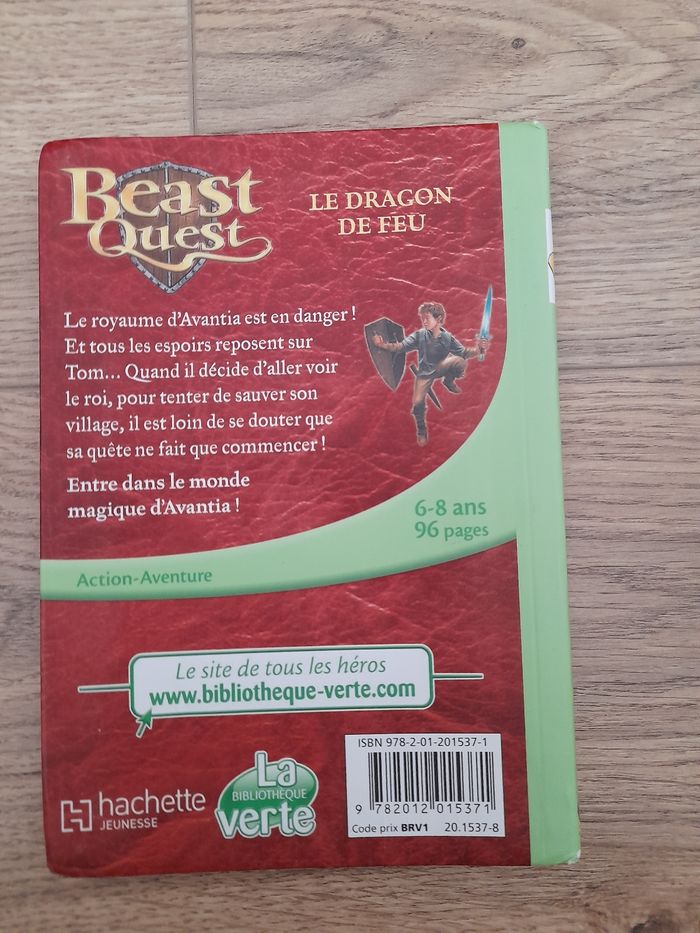 Beast
Quest
LE DRAGON
DE FEU
Le royaume d'Avantia est en danger !
Et tous les espoirs reposent sur
Tom... Quand il décide d'aller voir
le roi, pour tenter de sauver son
village, il est loin de se douter que
sa quête ne fait que commencer !
Entre dans le monde
magique d'Avantia !
6-8 ans
96 pages
Action-Aventure
Le site de tous les héros
www.bibliotheque-verte.com
hachette
JEUNESSE
La
BIBLIOTHÈQUE
verte
ISBN 978-2-01-201537-1
9 782012 015371
Code prix BRV1 20.1537-8